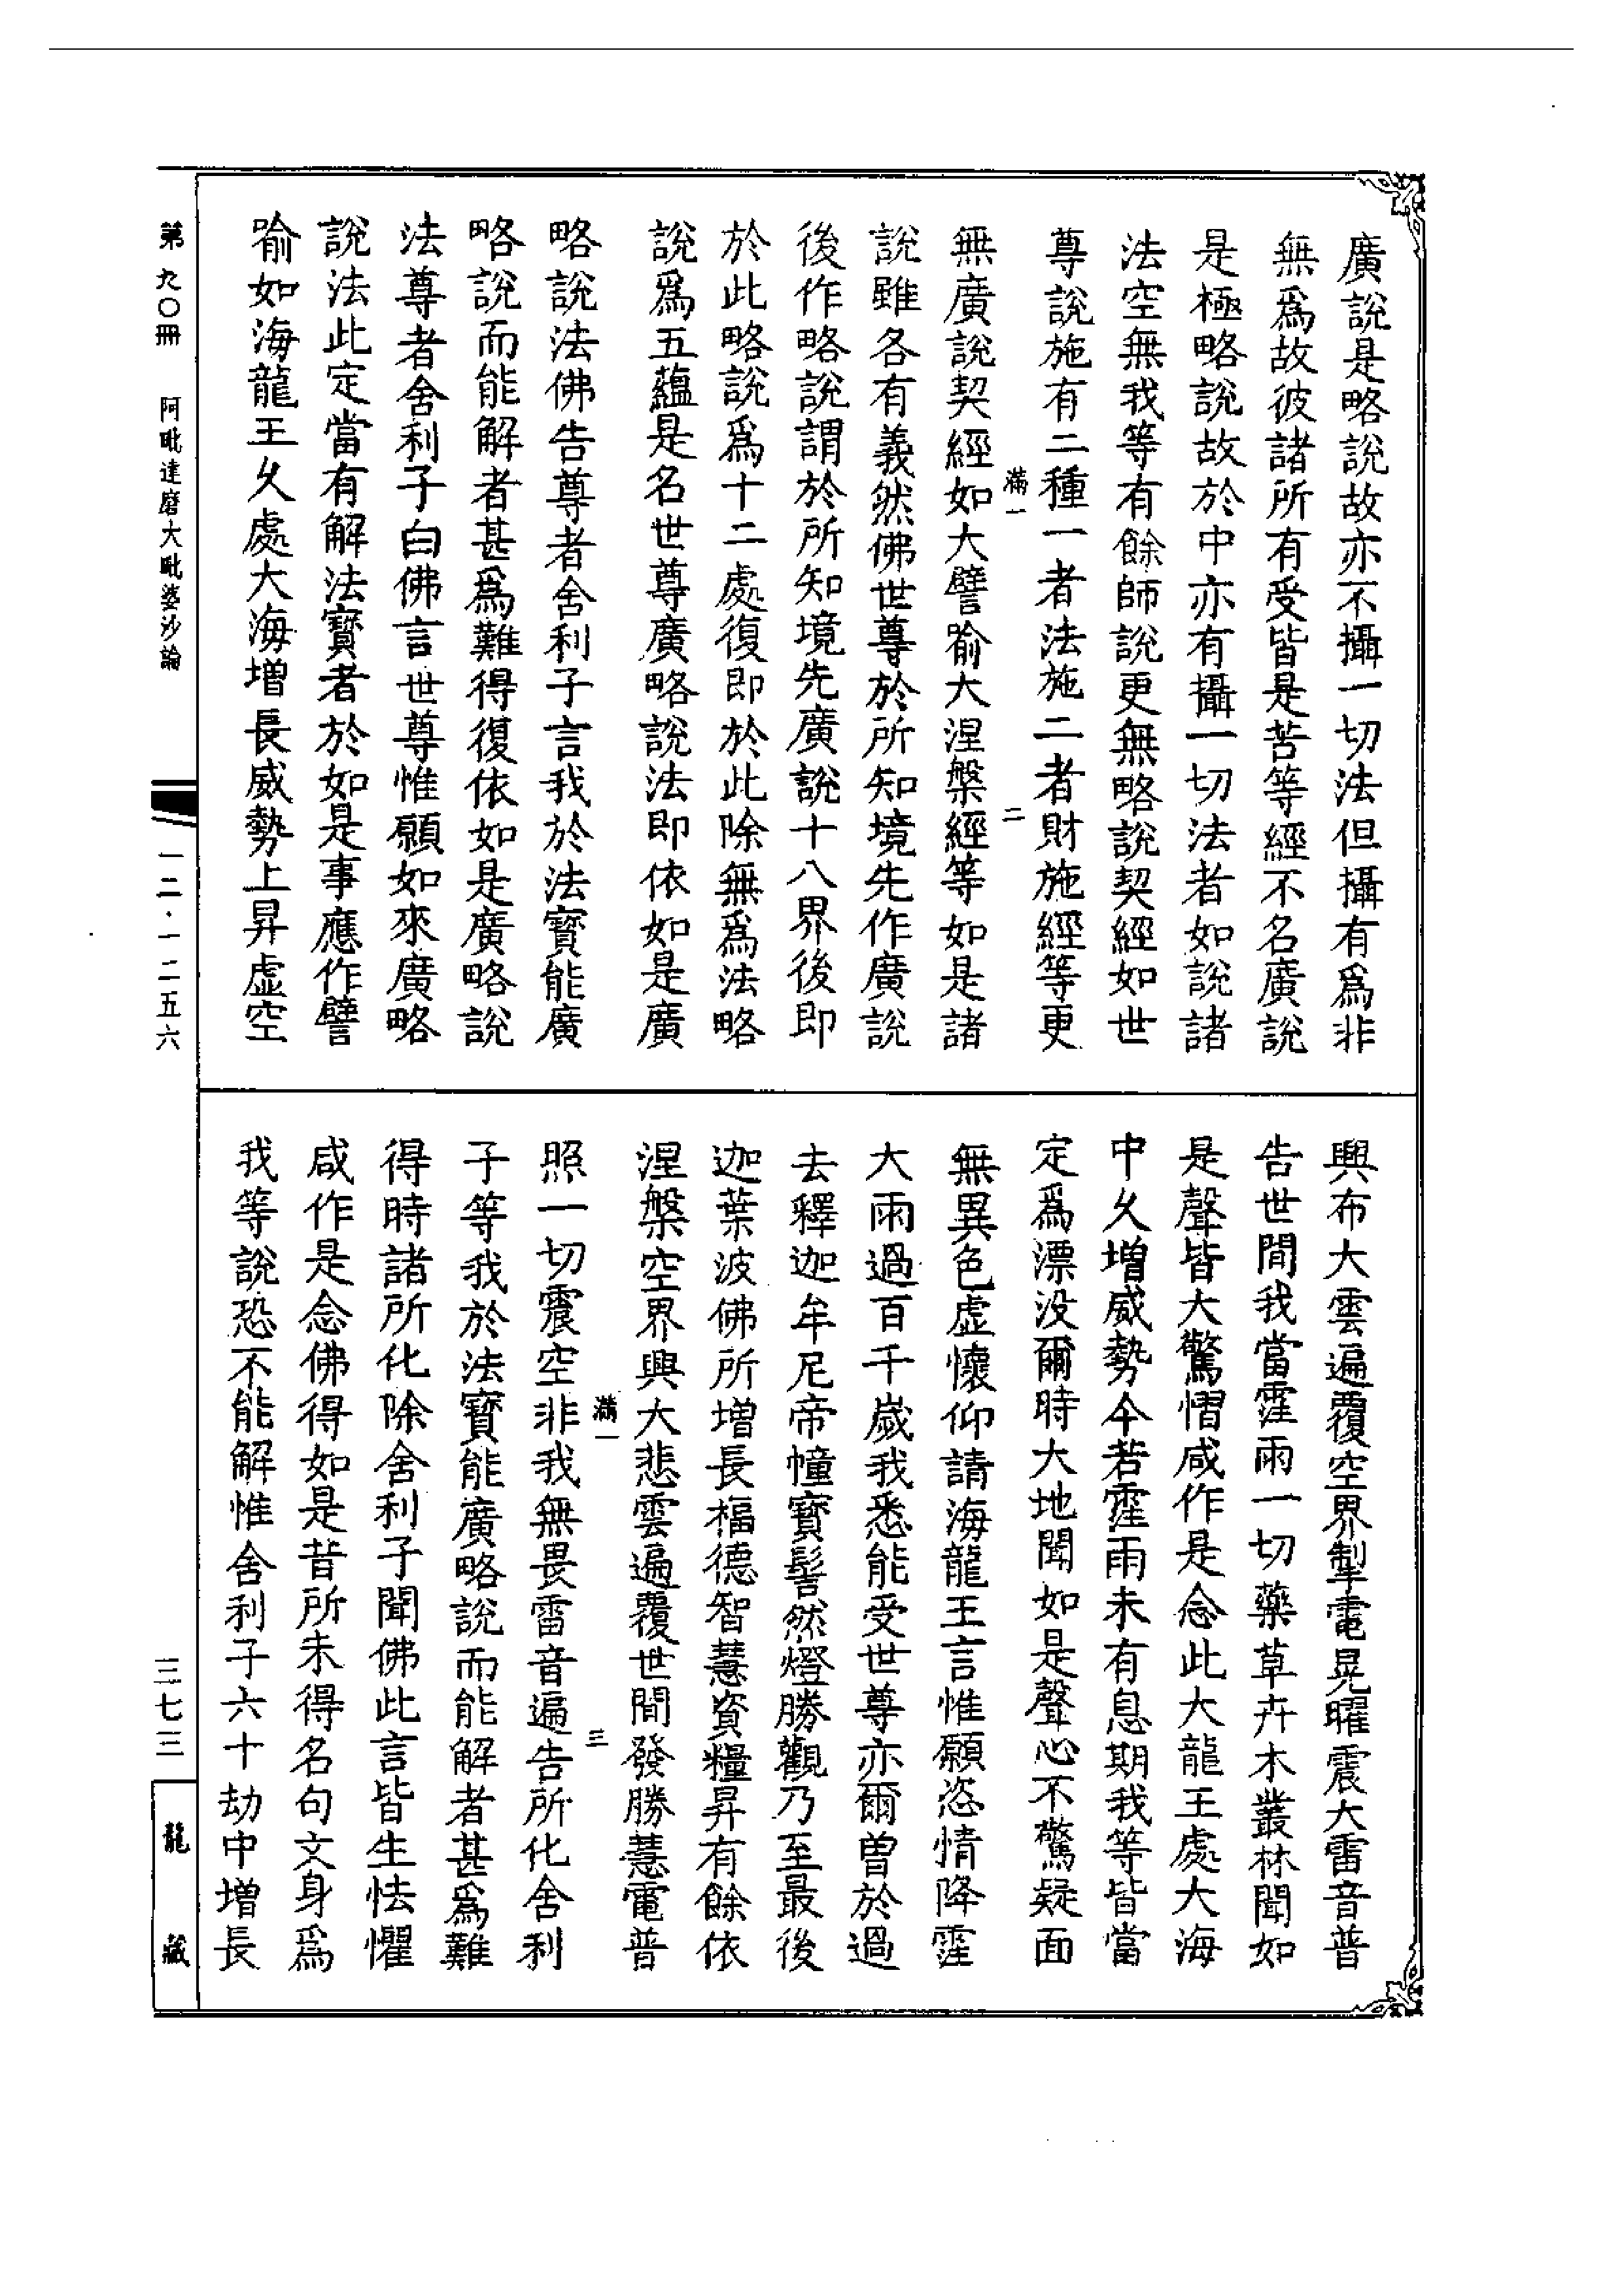 廣說是略說故亦不攝一切法但攝有爲非
無爲故彼諸所有受皆是苦等經不名廣說
是極略說故於中亦有攝一切法者如說諸
法空無我等有餘師說更無略說契經如世
尊說施有二種一者法施二者財施經等更
滿一
二
無廣說契經如大譬喻大涅槃經等如是諸
說雖各有義然佛世尊於所知境先作廣說
後作略說謂於所知境先廣說十八界後即
於此略說爲十二處復即於此除無爲法略
說爲五蘊是名世尊廣略說法即依如是廣
略說法佛告尊者舍利子言我於法寳能廣
略說而能解者甚爲難得復依如是廣略說
法尊者舍利子白佛言世尊惟願如來廣略
說法此定當有解法寳者於如是事應作譬
喻如海龍王乆處大海增長威勢上昇虛空
興布大雲遍覆空界掣電晃曜震大雷音普
告世間我當霔雨一切藥草卉木叢林聞如
是聲皆大驚慴咸作是念此大龍王處大海
中乆增威勢今若霔雨未有息期我等皆當
定爲漂没爾時大地聞如是聲心不驚疑面
無異色虛懷仰請海龍王言惟願恣情降霔
大雨過百千歲我悉能受世尊亦爾曾於過
去釋迦牟尼帝幢寳髻然燈勝觀乃至最後
迦葉波佛所增長福德智慧資糧昇有餘依
涅槃空界興大悲雲遍覆世間發勝慧電普
滿一
三
照一切震空非我無畏雷音遍告所化舍利
子等我於法寳能廣略說而能解者甚爲難
得時諸所化除舍利子聞佛此言皆生怯懼
咸作是念佛得如是昔所未得名句文身爲
我等說恐不能解惟舍利子六十劫中增長
第九〇冊　阿毗達磨大毗婆沙論
一二·一二五六
三七三
龍藏